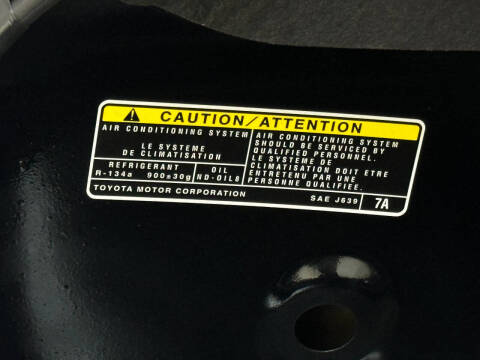 CAUTION/ATTENTION
AIR CONDITIONING SYSTEM
LE SYSTEME
DE CLIMATISATION
REFRIGERANT
R-134a 900±30g
OIL
ND-OIL8
AIR CONDITIONING SYSTEM
SHOULD BE SERVICED BY
QUALIFIED PERSONNEL.
LE SYSTEME DE
CLIMATISATION DOIT ETRE
ENTRETENU PAR UNE
PERSONNE QUALIFIEE.
TOYOTA MOTOR CORPORATION
SAE J639
7A